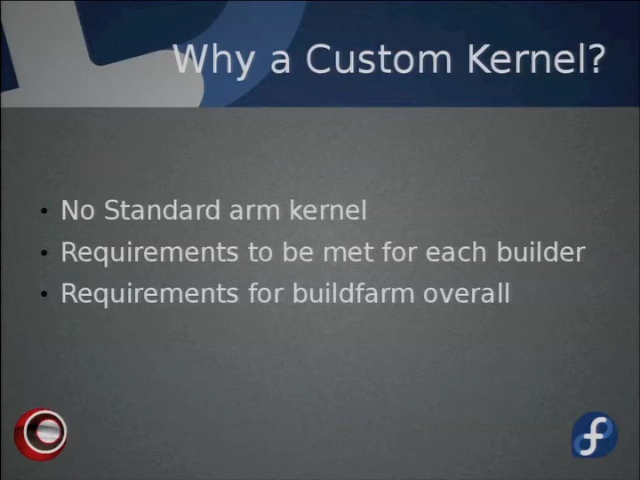 Why a Custom Kernel?
• No Standard arm kernel
• Requirements to be met for each builder
• Requirements for buildfarm overall